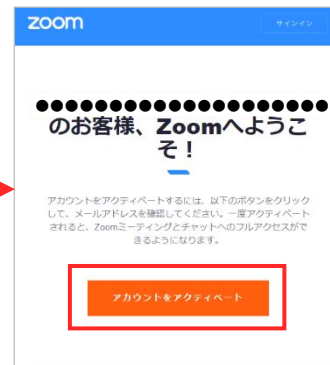 zoom
サインイン
●●●●●●●●●●●●●●●●●●●●
のお客様、Zoomへようこ
そ！
アカウントをアクティベートするには、以下のボタンをクリック
して、メールアドレスを確認してください。一度アクティベート
されると、Zoomミーティングとチャットへのフルアクセスがで
きるようになります。
アカウントをアクティベート